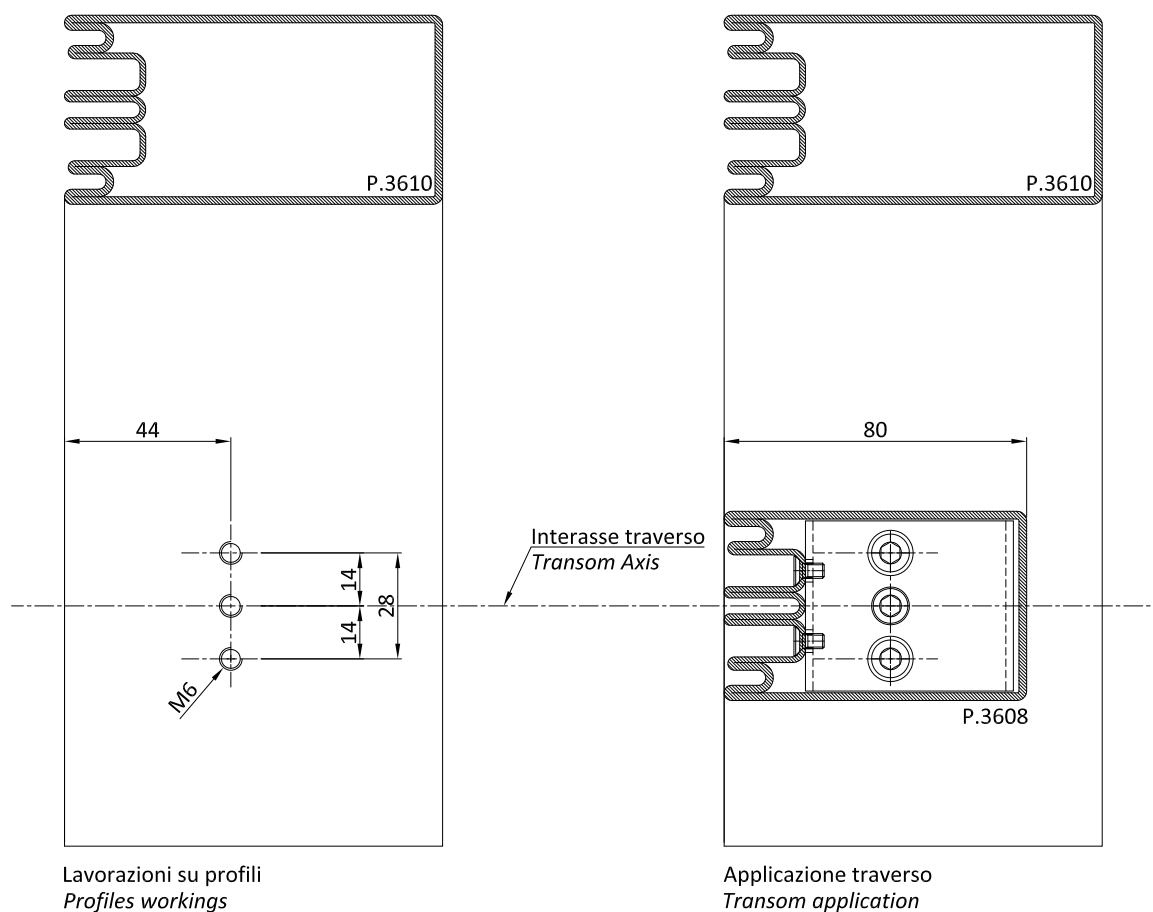 P.3610
P.3610
44
80
Interasse traverso
Transom Axis
14
28
14
M6
P.3608
Lavorazioni su profili
Profiles workings
Applicazione traverso
Transom application